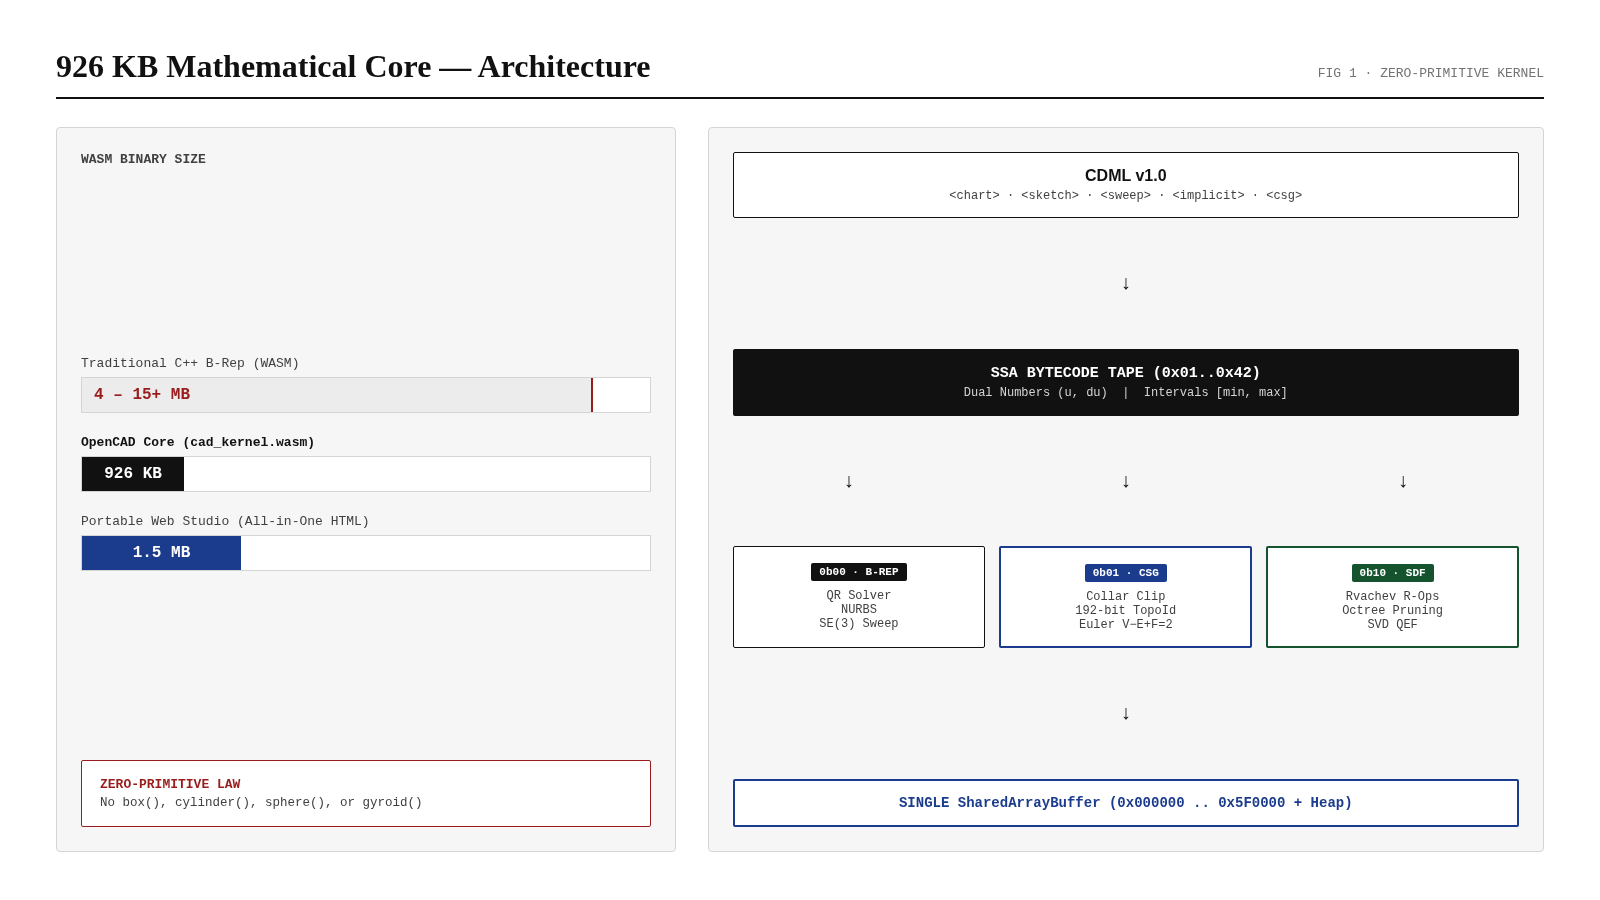 926 KB Mathematical Core — Architecture
FIG 1 · ZERO-PRIMITIVE KERNEL
WASM BINARY SIZE
Traditional C++ B-Rep (WASM)
4 – 15+ MB
OpenCAD Core (cad_kernel.wasm)
926 KB
Portable Web Studio (All-in-One HTML)
1.5 MB
ZERO-PRIMITIVE LAW
No box(), cylinder(), sphere(), or gyroid()
CDML v1.0
<chart> · <sketch> · <sweep> · <implicit> · <csg>
↓
SSA BYTECODE TAPE (0x01..0x42)
Dual Numbers (u, du) | Intervals [min, max]
↓ ↓ ↓
0b00 · B-REP
QR Solver
NURBS
SE(3) Sweep
0b01 · CSG
Collar Clip
192-bit TopoId
Euler V−E+F=2
0b10 · SDF
Rvachev R-Ops
Octree Pruning
SVD QEF
↓
SINGLE SharedArrayBuffer (0x000000 .. 0x5F0000 + Heap)